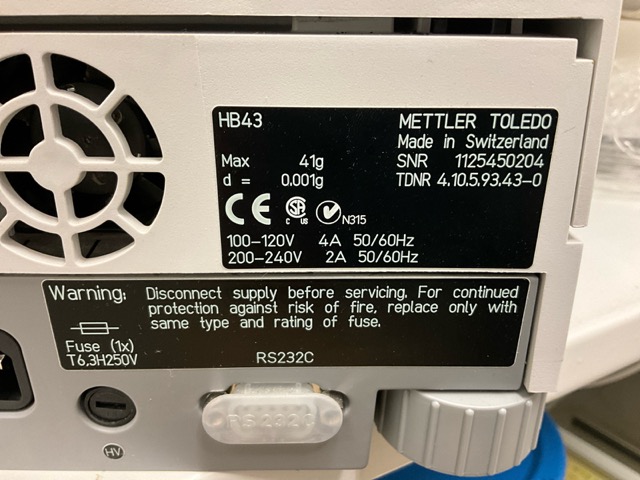 HB43 METTLER TOLEDO
Made in Switzerland
Max 41g SNR 1125450204
d = 0.001g TDNR 4.10.5.93.43-0
CE SA C US N315
100-120V 4A 50/60Hz
200-240V 2A 50/60Hz
Warning: Disconnect supply before servicing. For continued
protection against risk of fire, replace only with
same type and rating of fuse.
Fuse (1x)
T6,3H250V RS232C
RS232C
HV
Y